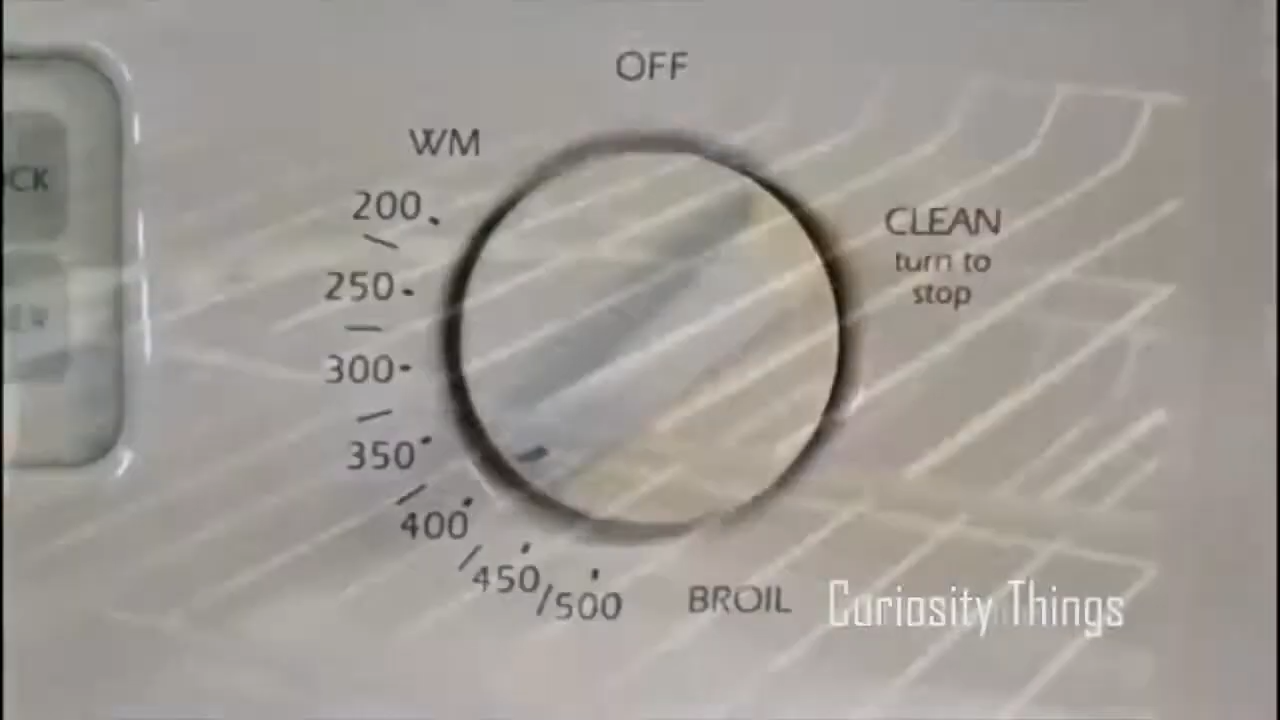 OFF
WM
200
250
300
350
400
450
500
CLEAN
turn to
stop
BROIL
Curiosity Things